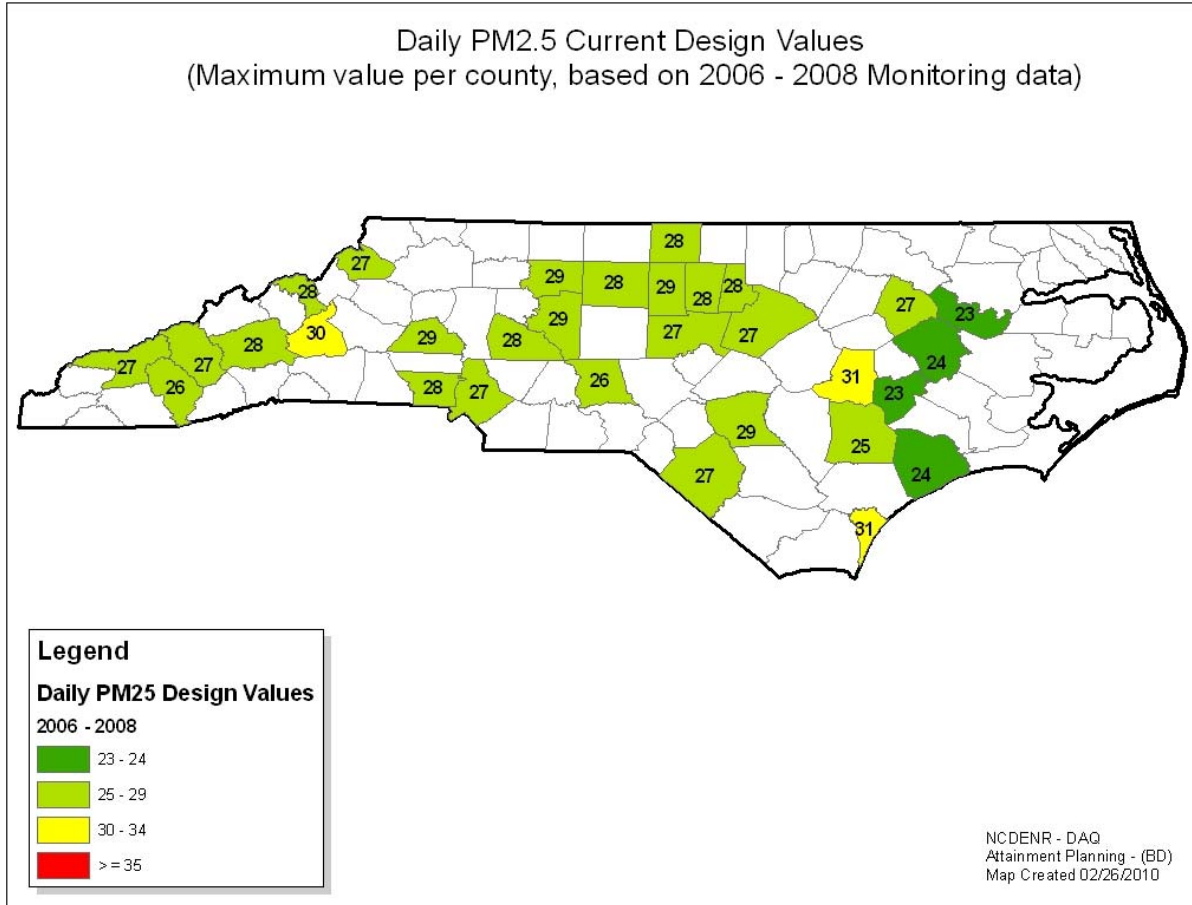 Daily PM2.5 Current Design Values
(Maximum value per county, based on 2006 - 2008 Monitoring data)
28
27
29
28
29
28
28
28
27
23
30
29
28
29
27
27
24
27
27
28
26
28
27
26
31
23
29
25
27
24
31
Legend
Daily PM25 Design Values
2006 - 2008
23 - 24
25 - 29
30 - 34
> = 35
NCDENR - DAQ
Attainment Planning - (BD)
Map Created 02/26/2010